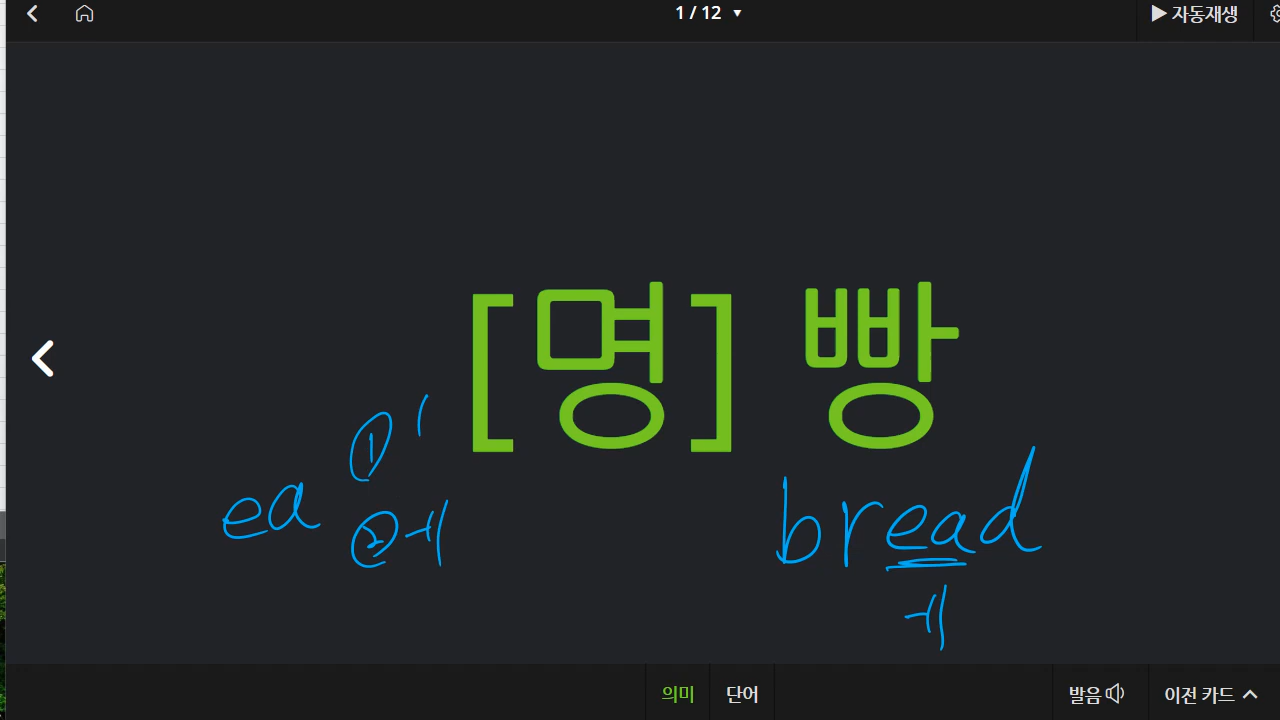 1 / 12 ▼
▶ 자동재생
[명] 빵
① ㅣ
ea
② ㅔ
bread
ㅔ
의미 단어
발음
이전 카드